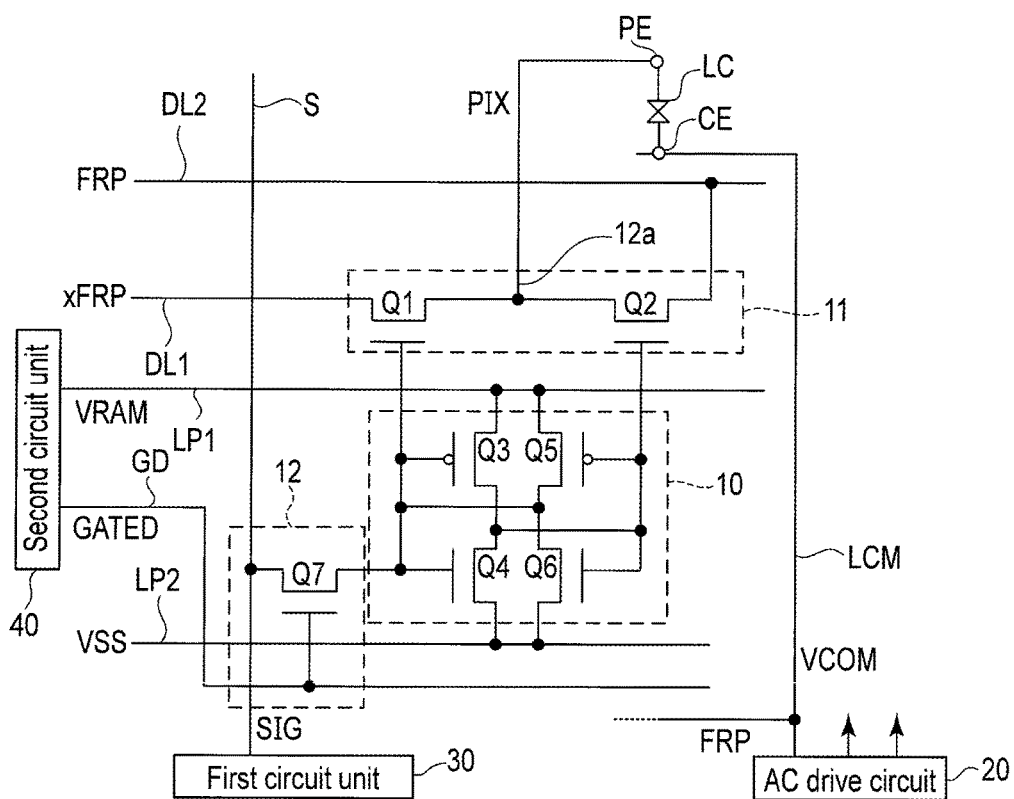 PE
LC
S
DL2
PIX
CE
FRP
12a
xFRP
Q1
Q2
11
DL1
Second circuit unit
VRAM
LP1
Q3
Q5
GD
12
10
GATED
Q7
Q4
Q6
LCM
LP2
40
VSS
VCOM
SIG
FRP
First circuit unit
30
AC drive circuit
20